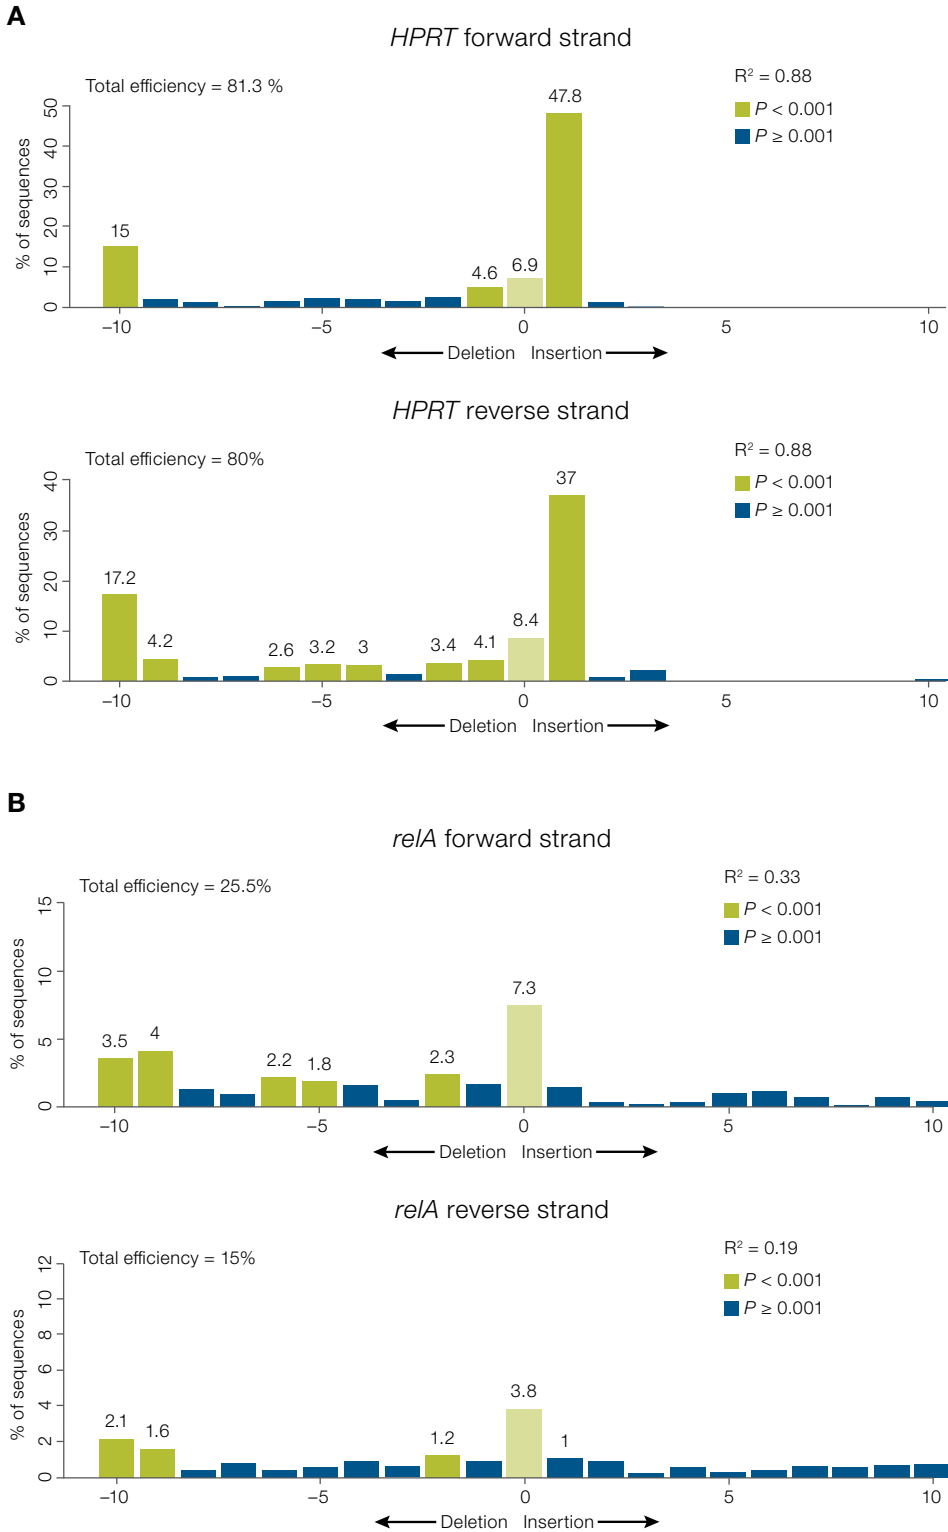 A
HPRT forward strand
Total efficiency = 81.3 %
R² = 0.88
P < 0.001
P ≥ 0.001
% of sequences
50
40
30
20
10
0
15
4.6
6.9
47.8
−10
−5
0
5
10
Deletion Insertion
HPRT reverse strand
Total efficiency = 80%
R² = 0.88
P < 0.001
P ≥ 0.001
% of sequences
40
30
20
10
0
17.2
4.2
2.6
3.2
3
3.4
4.1
8.4
37
−10
−5
0
5
10
Deletion Insertion
B
relA forward strand
Total efficiency = 25.5%
R² = 0.33
P < 0.001
P ≥ 0.001
% of sequences
15
10
5
0
3.5
4
2.2
1.8
2.3
7.3
−10
−5
0
5
10
Deletion Insertion
relA reverse strand
Total efficiency = 15%
R² = 0.19
P < 0.001
P ≥ 0.001
% of sequences
12
10
8
6
4
2
0
2.1
1.6
1.2
3.8
1
−10
−5
0
5
10
Deletion Insertion